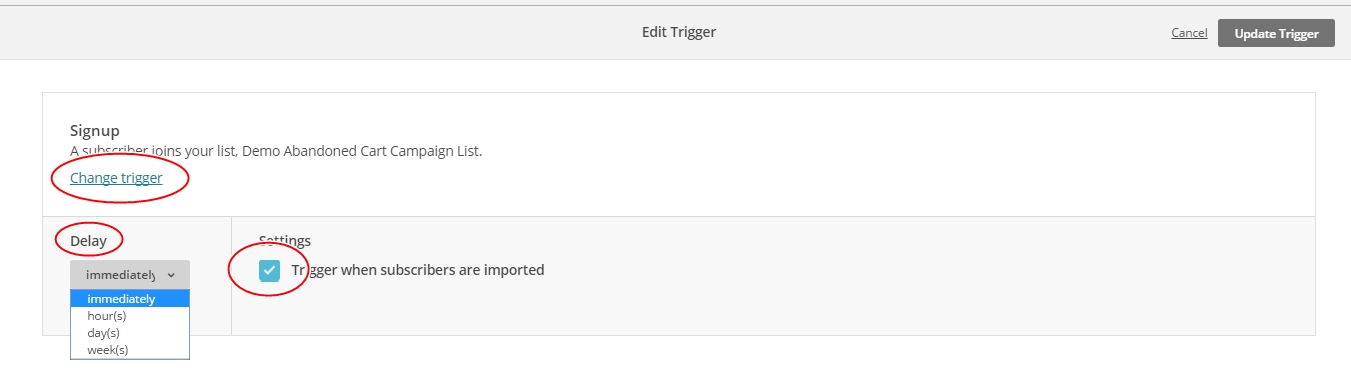 Edit Trigger
Cancel
Update Trigger
Signup
A subscriber joins your list, Demo Abandoned Cart Campaign List.
Change trigger
Delay
Settings
immediately
Trigger when subscribers are imported
immediately
hour(s)
day(s)
week(s)